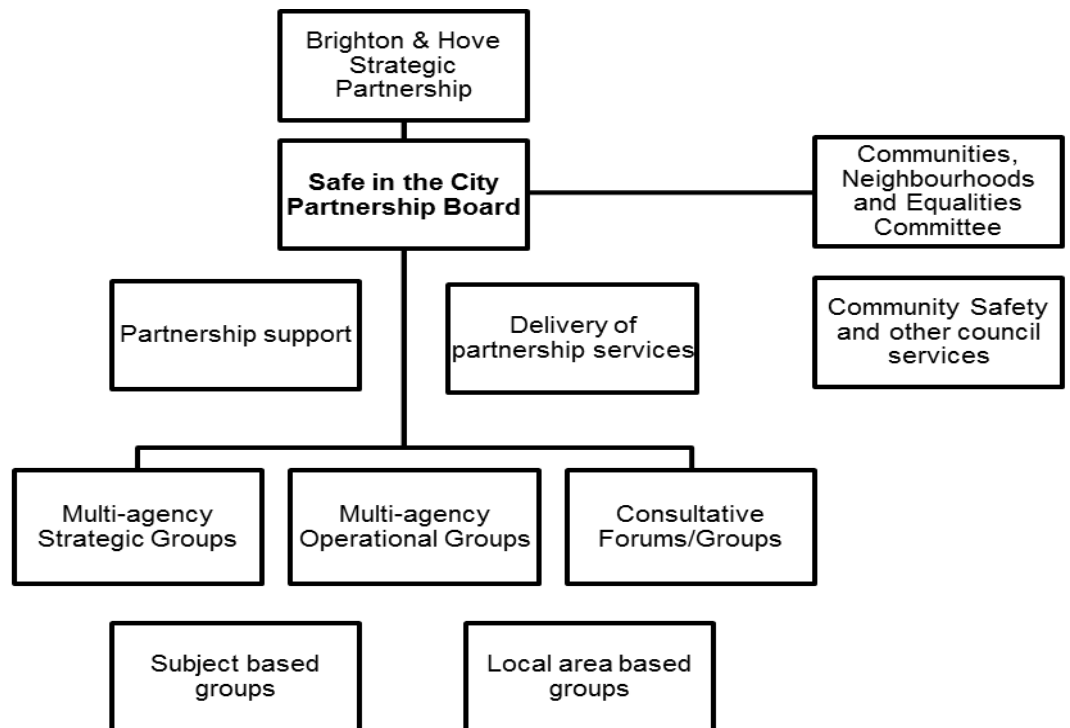 Brighton & Hove
Strategic
Partnership
Safe in the City
Partnership Board
Communities,
Neighbourhoods
and Equalities
Committee
Partnership support
Delivery of
partnership services
Community Safety
and other council
services
Multi-agency
Strategic Groups
Multi-agency
Operational Groups
Consultative
Forums/Groups
Subject based
groups
Local area based
groups